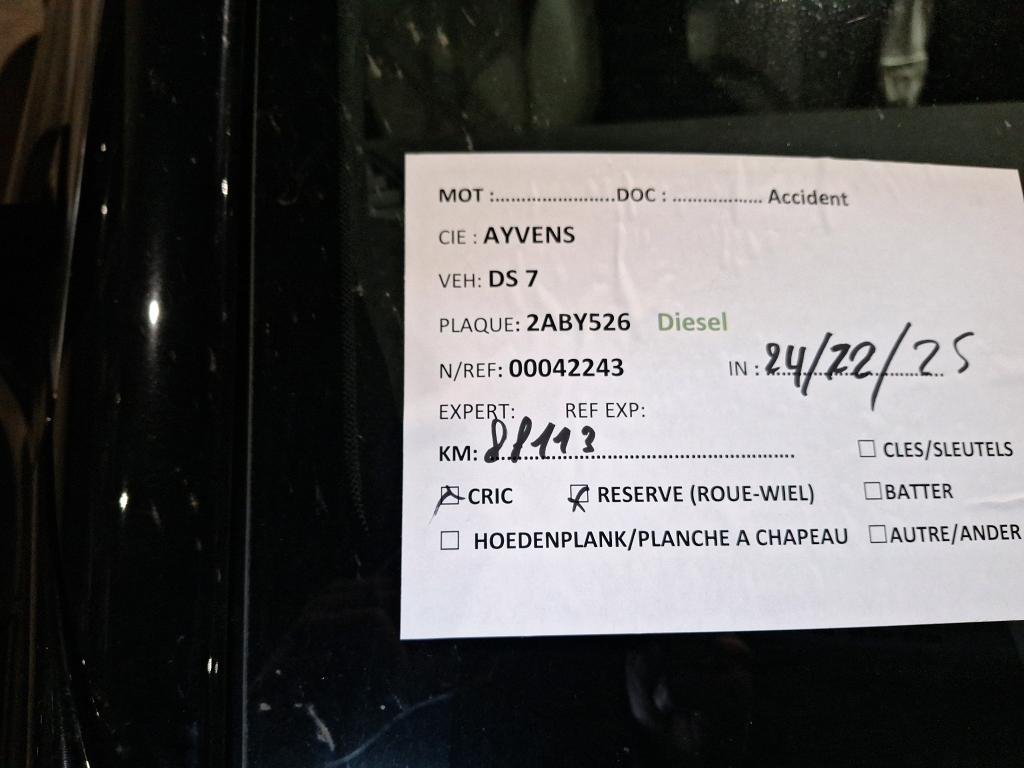 MOT :......................DOC : .................. Accident
CIE : AYVENS
VEH: DS 7
PLAQUE: 2ABY526 Diesel
N/REF: 00042243 IN : 24/22/25
EXPERT: REF EXP:
KM: 88113 ☐ CLES/SLEUTELS
☒ CRIC ☒ RESERVE (ROUE-WIEL) ☐ BATTER
☐ HOEDENPLANK/PLANCHE A CHAPEAU ☐ AUTRE/ANDER